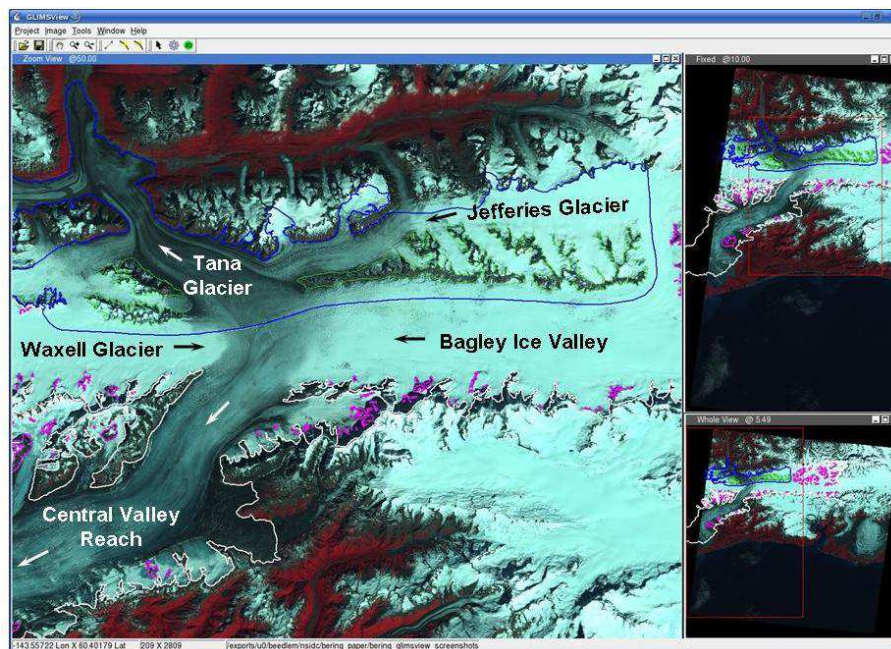 GLIMSView
Project Image Tools Window Help
Zoom View @50.00
Fixed @10.00
Jefferies Glacier
Tana
Glacier
Waxell Glacier
Bagley Ice Valley
Central Valley
Reach
Whole View @ 5.49
-143.55722 Lon X 60.40179 Lat 209 X 2809 /exports/u0/beedlem/nsidc/bering_paper/bering_glimsview_screenshots